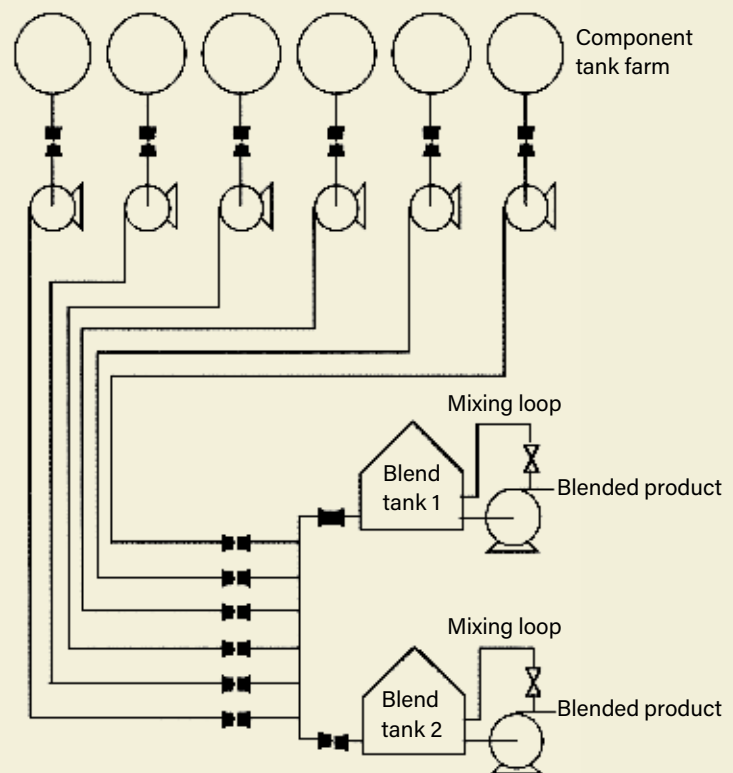 Component
tank farm
Mixing loop
Blend
tank 1
Blended product
Mixing loop
Blend
tank 2
Blended product